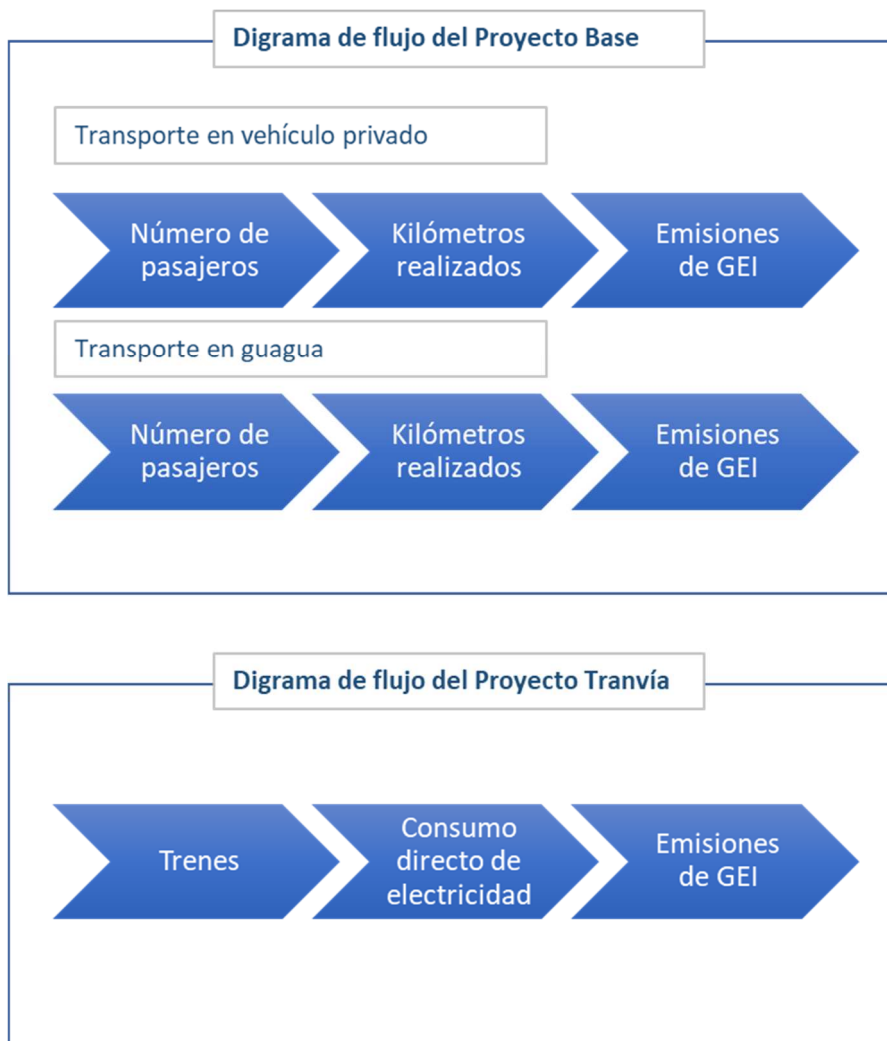 Digrama de flujo del Proyecto Base
Transporte en vehículo privado
Número de
pasajeros
Kilómetros
realizados
Emisiones
de GEI
Transporte en guagua
Número de
pasajeros
Kilómetros
realizados
Emisiones
de GEI
Digrama de flujo del Proyecto Tranvía
Trenes
Consumo
directo de
electricidad
Emisiones
de GEI